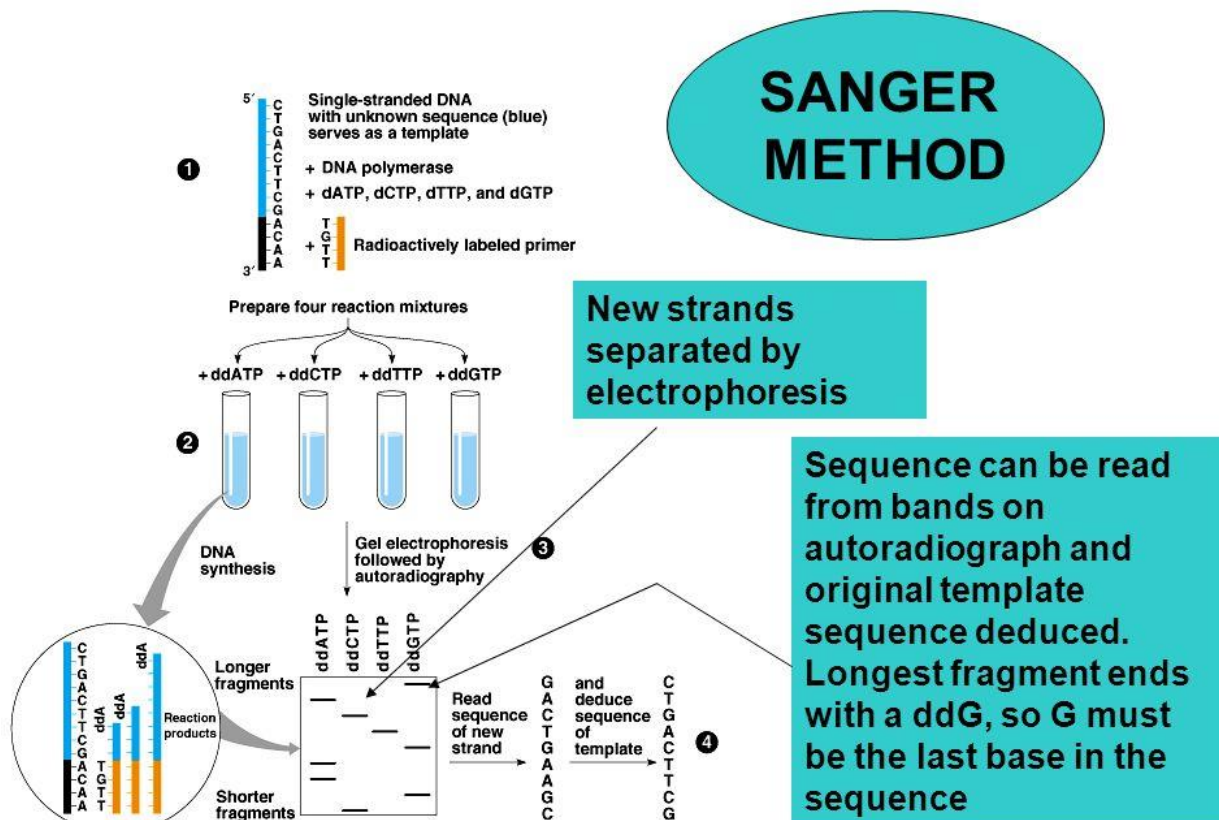 SANGER
METHOD
5′
C
T
G
A
C
T
T
C
G
A
C
A
A
3′
Single-stranded DNA
with unknown sequence (blue)
serves as a template
+ DNA polymerase
+ dATP, dCTP, dTTP, and dGTP
1
+
T
G
T
T
Radioactively labeled primer
Prepare four reaction mixtures
+ ddATP + ddCTP + ddTTP + ddGTP
2
New strands
separated by
electrophoresis
DNA
synthesis
Gel electrophoresis
followed by
autoradiography
3
Sequence can be read
from bands on
autoradiograph and
original template
sequence deduced.
Longest fragment ends
with a ddG, so G must
be the last base in the
sequence
C
T
G
A
C
T
T
C
G
A
C
A
A
ddA
ddA
ddA
T
G
T
T
Reaction
products
ddATP
ddCTP
ddTTP
ddGTP
Longer
fragments
Shorter
fragments
Read
sequence
of new
strand
G
A
C
T
G
A
A
G
C
and
deduce
sequence
of
template
C
T
G
A
C
T
T
C
G
4